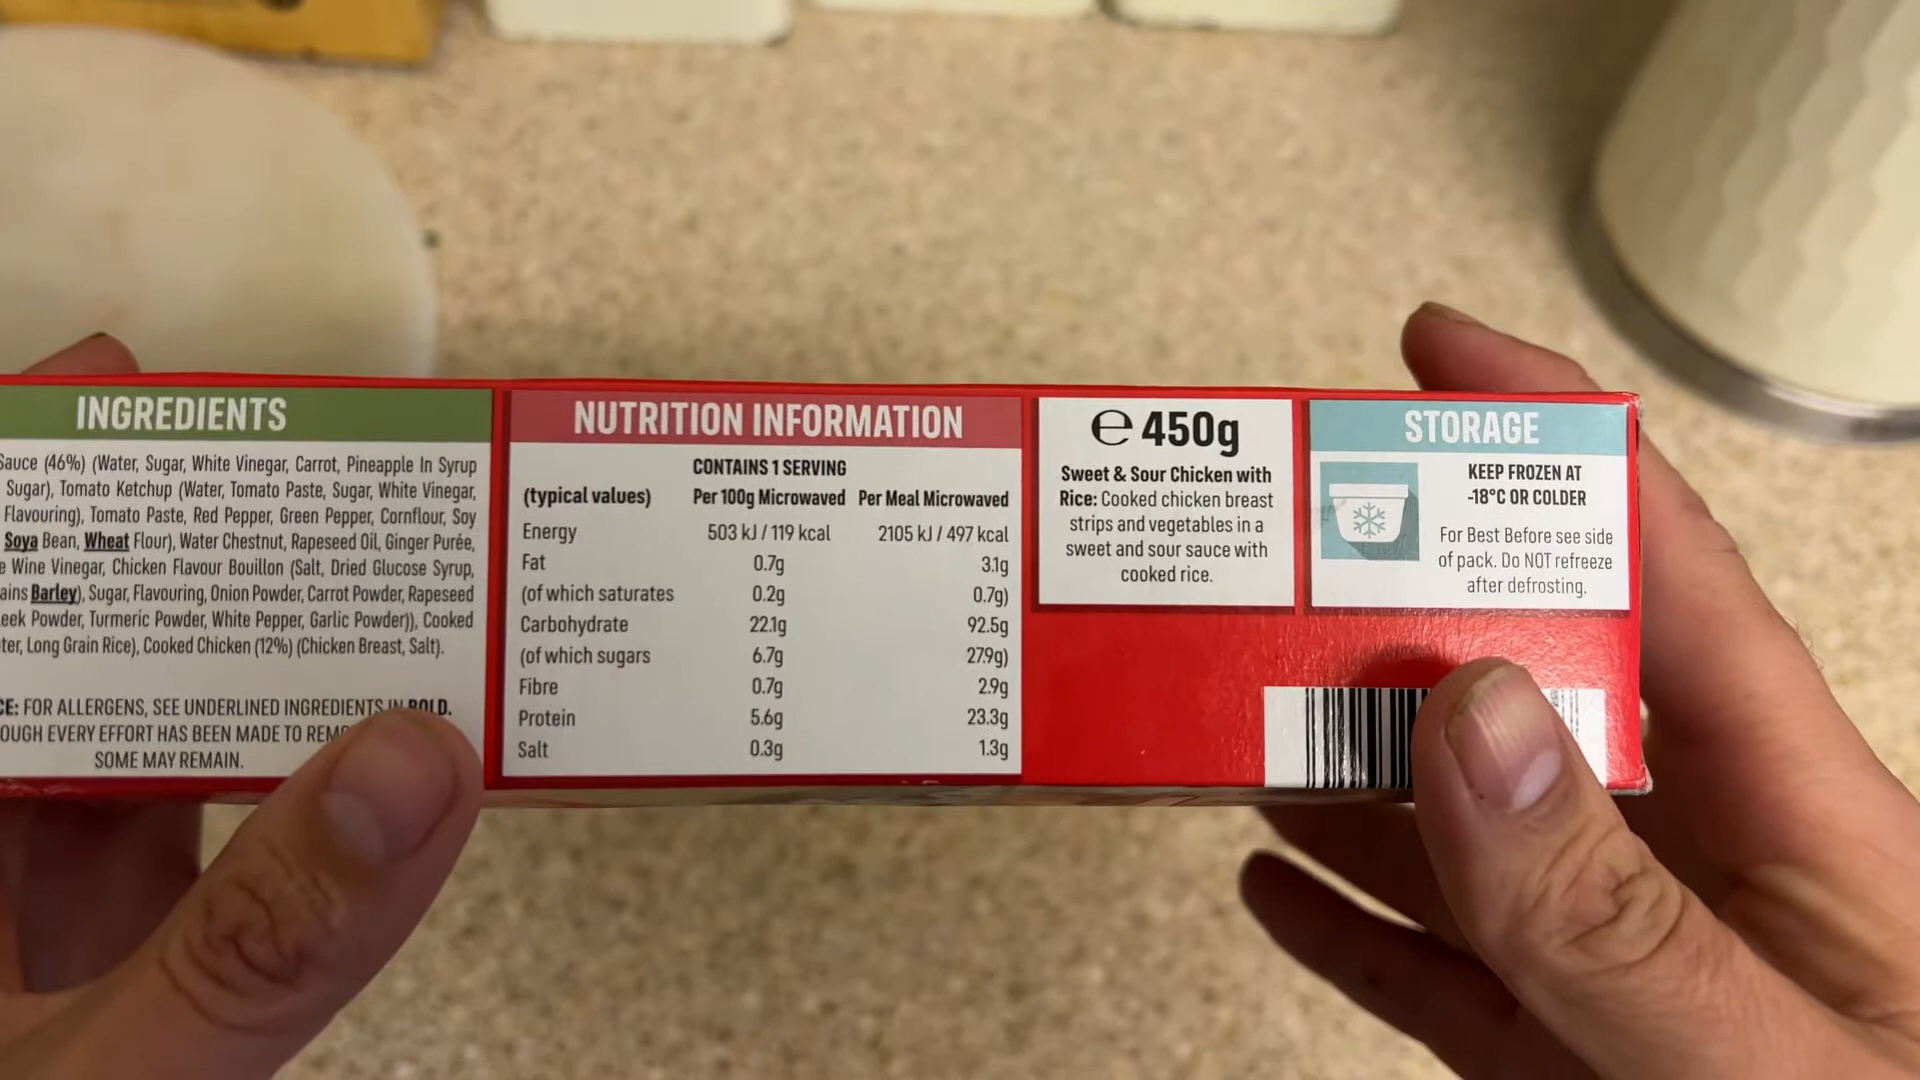 INGREDIENTS
Sauce (46%) (Water, Sugar, White Vinegar, Carrot, Pineapple In Syrup
Sugar), Tomato Ketchup (Water, Tomato Paste, Sugar, White Vinegar,
Flavouring), Tomato Paste, Red Pepper, Green Pepper, Cornflour, Soy
Soya Bean, Wheat Flour), Water Chestnut, Rapeseed Oil, Ginger Purée,
Wine Vinegar, Chicken Flavour Bouillon (Salt, Dried Glucose Syrup,
Barley), Sugar, Flavouring, Onion Powder, Carrot Powder, Rapeseed
Powder, Turmeric Powder, White Pepper, Garlic Powder)), Cooked
Long Grain Rice), Cooked Chicken (12%) (Chicken Breast, Salt).
FOR ALLERGENS, SEE UNDERLINED INGREDIENTS IN BOLD.
EVERY EFFORT HAS BEEN MADE TO
SOME MAY REMAIN.
NUTRITION INFORMATION
CONTAINS 1 SERVING
(typical values) Per 100g Microwaved Per Meal Microwaved
Energy 503 kJ / 119 kcal 2105 kJ / 497 kcal
Fat 0.7g 3.1g
(of which saturates 0.2g 0.7g)
Carbohydrate 22.1g 92.5g
(of which sugars 6.7g 27.9g)
Fibre 0.7g 2.9g
Protein 5.6g 23.3g
Salt 0.3g 1.3g
℮ 450g
Sweet & Sour Chicken with
Rice: Cooked chicken breast
strips and vegetables in a
sweet and sour sauce with
cooked rice.
STORAGE
KEEP FROZEN AT
-18°C OR COLDER
For Best Before see side
of pack. Do NOT refreeze
after defrosting.